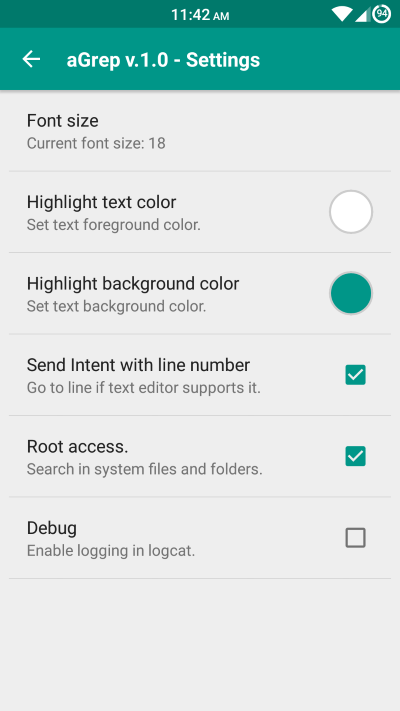 11:42 AM
94
aGrep v.1.0 - Settings
Font size
Current font size: 18
Highlight text color
Set text foreground color.
Highlight background color
Set text background color.
Send Intent with line number
Go to line if text editor supports it.
Root access.
Search in system files and folders.
Debug
Enable logging in logcat.